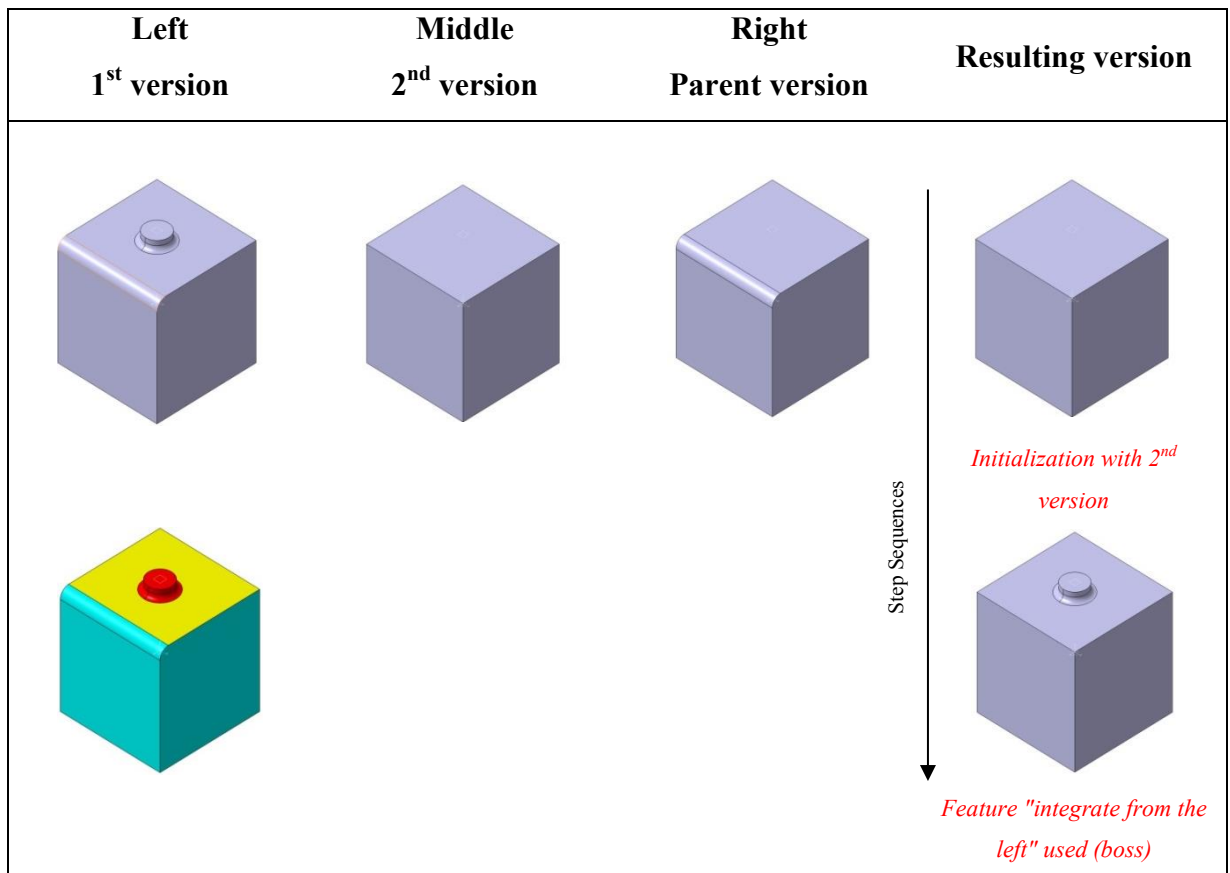 Left
1st version
Middle
2nd version
Right
Parent version
Resulting version
Step Sequences
Initialization with 2nd
version
Feature "integrate from the
left" used (boss)